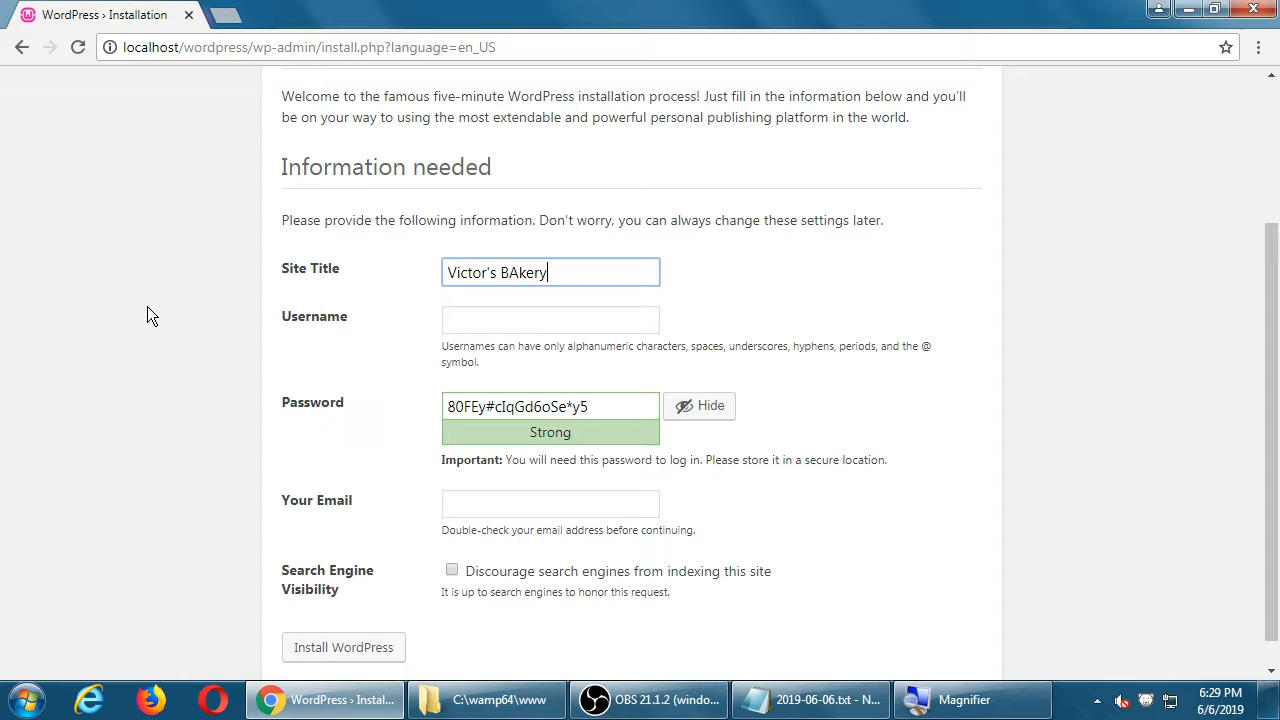 WordPress › Installation
localhost/wordpress/wp-admin/install.php?language=en_US
Welcome to the famous five-minute WordPress installation process! Just fill in the information below and you'll
be on your way to using the most extendable and powerful personal publishing platform in the world.
Information needed
Please provide the following information. Don't worry, you can always change these settings later.
Site Title
Victor's BAkery
Username
Usernames can have only alphanumeric characters, spaces, underscores, hyphens, periods, and the @
symbol.
Password
80FEy#cIqGd6oSe*y5
Hide
Strong
Important: You will need this password to log in. Please store it in a secure location.
Your Email
Double-check your email address before continuing.
Search Engine
Visibility
Discourage search engines from indexing this site
It is up to search engines to honor this request.
Install WordPress
WordPress › Instal...
C:\wamp64\www
OBS 21.1.2 (windo...
2019-06-06.txt - N...
Magnifier
6:29 PM
6/6/2019